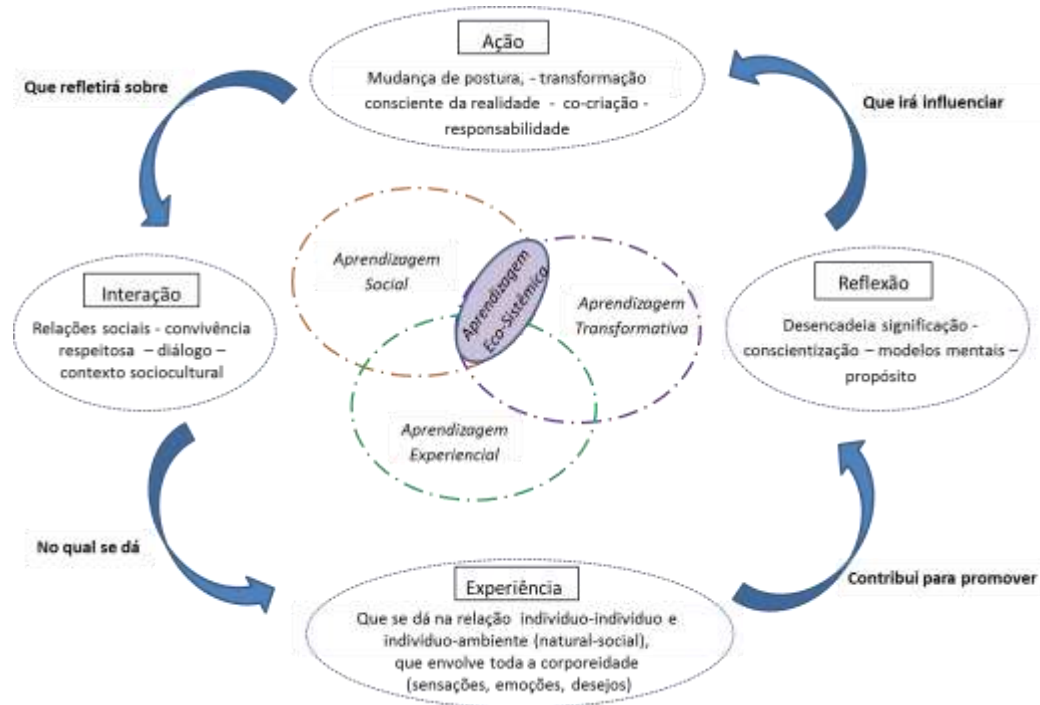 Ação
Mudança de postura, - transformação
consciente da realidade - co-criação -
responsabilidade
Que refletirá sobre
Que irá influenciar
Aprendizagem
Social
Aprendizagem
Eco-Sistêmica
Aprendizagem
Transformativa
Aprendizagem
Experiencial
Interação
Relações sociais - convivência
respeitosa – diálogo –
contexto sociocultural
Reflexão
Desencadeia significação -
conscientização – modelos mentais –
propósito
No qual se dá
Contribui para promover
Experiência
Que se dá na relação indivíduo-indivíduo e
indivíduo-ambiente (natural-social),
que envolve toda a corporeidade
(sensações, emoções, desejos)